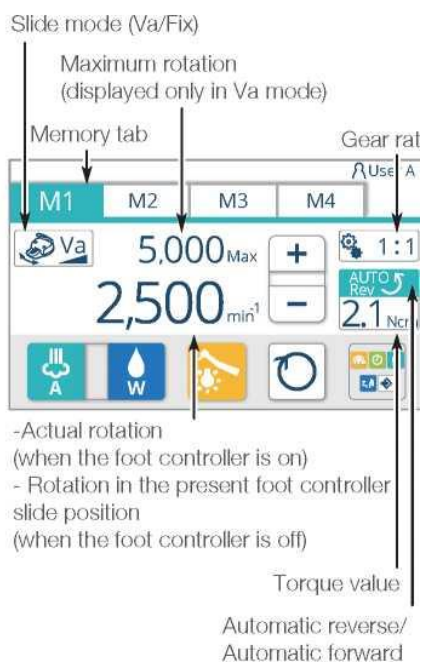 Slide mode (Va/Fix)
Maximum rotation
(displayed only in Va mode)
Memory tab
Gear rat
User A
M1 M2 M3 M4
Va 5,000 Max + 1:1
AUTO
Rev
2,500 min⁻¹ − 2.1 Ncm
A W
-Actual rotation
(when the foot controller is on)
- Rotation in the present foot controller
slide position
(when the foot controller is off)
Torque value
Automatic reverse/
Automatic forward